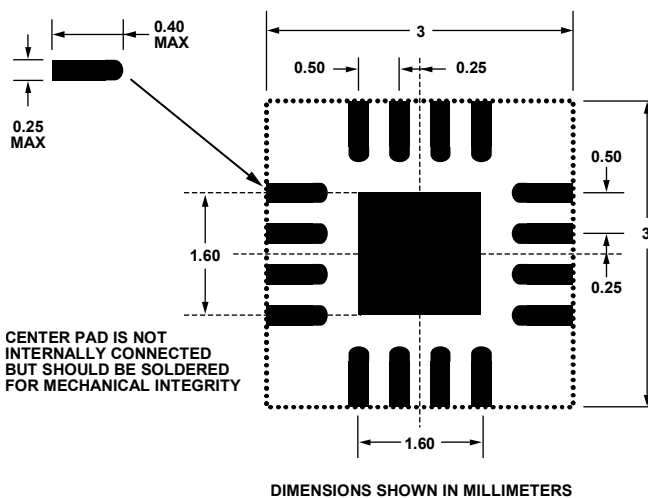 0.40
MAX
3
0.50
0.25
0.25
MAX
0.50
3
1.60
0.25
CENTER PAD IS NOT
INTERNALLY CONNECTED
BUT SHOULD BE SOLDERED
FOR MECHANICAL INTEGRITY
1.60
DIMENSIONS SHOWN IN MILLIMETERS